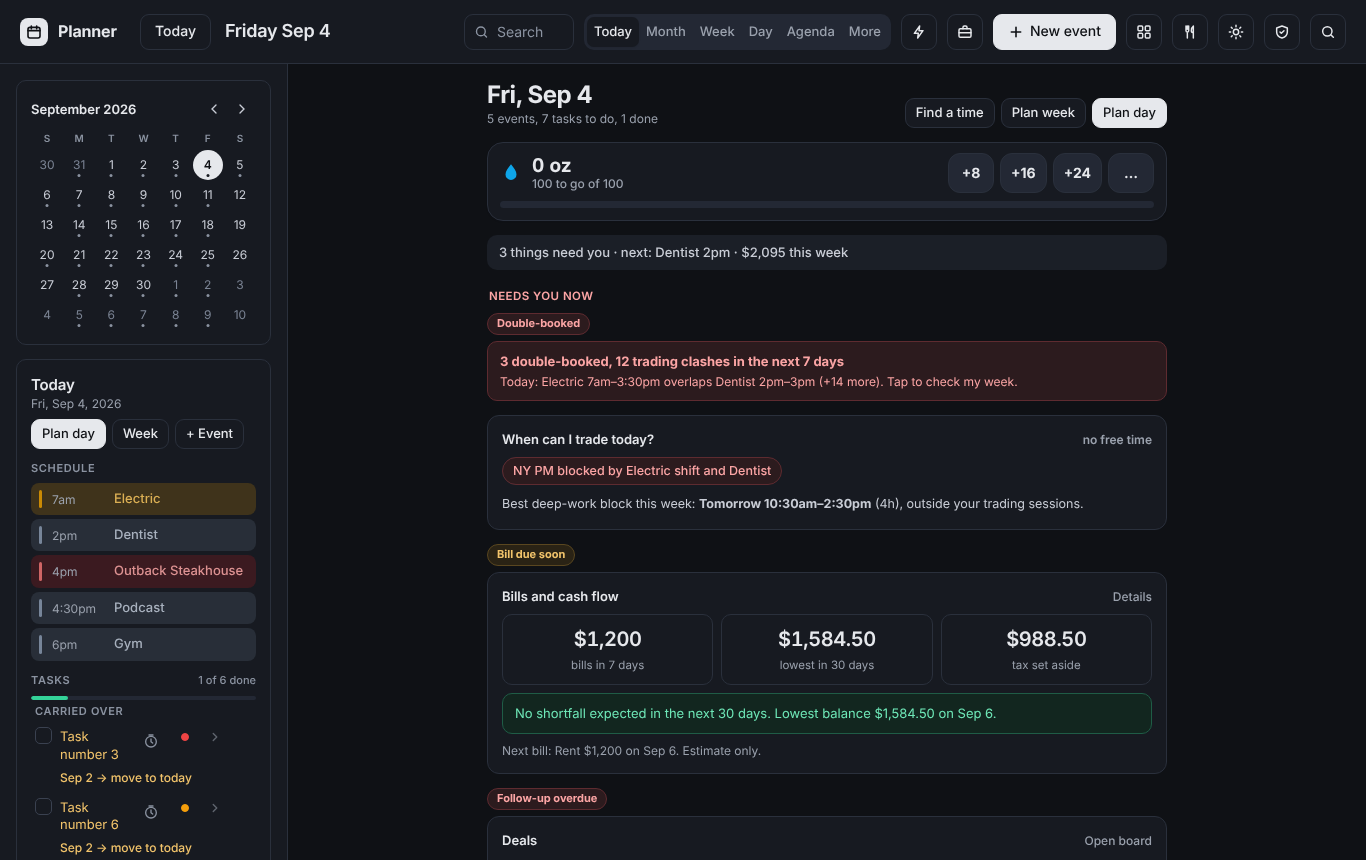 Planner
Today
Friday Sep 4
Search
Today Month Week Day Agenda More
New event
September 2026
S M T W T F S
30 31 1 2 3 4 5
6 7 8 9 10 11 12
13 14 15 16 17 18 19
20 21 22 23 24 25 26
27 28 29 30 1 2 3
4 5 6 7 8 9 10
Today
Fri, Sep 4, 2026
Plan day Week + Event
SCHEDULE
7am Electric
2pm Dentist
4pm Outback Steakhouse
4:30pm Podcast
6pm Gym
TASKS 1 of 6 done
CARRIED OVER
Task
number 3
Sep 2 → move to today
Task
number 6
Sep 2 → move to today
Fri, Sep 4
5 events, 7 tasks to do, 1 done
Find a time Plan week Plan day
0 oz
100 to go of 100
+8 +16 +24 ...
3 things need you · next: Dentist 2pm · $2,095 this week
NEEDS YOU NOW
Double-booked
3 double-booked, 12 trading clashes in the next 7 days
Today: Electric 7am–3:30pm overlaps Dentist 2pm–3pm (+14 more). Tap to check my week.
When can I trade today? no free time
NY PM blocked by Electric shift and Dentist
Best deep-work block this week: Tomorrow 10:30am–2:30pm (4h), outside your trading sessions.
Bill due soon
Bills and cash flow Details
$1,200 $1,584.50 $988.50
bills in 7 days lowest in 30 days tax set aside
No shortfall expected in the next 30 days. Lowest balance $1,584.50 on Sep 6.
Next bill: Rent $1,200 on Sep 6. Estimate only.
Follow-up overdue
Deals Open board